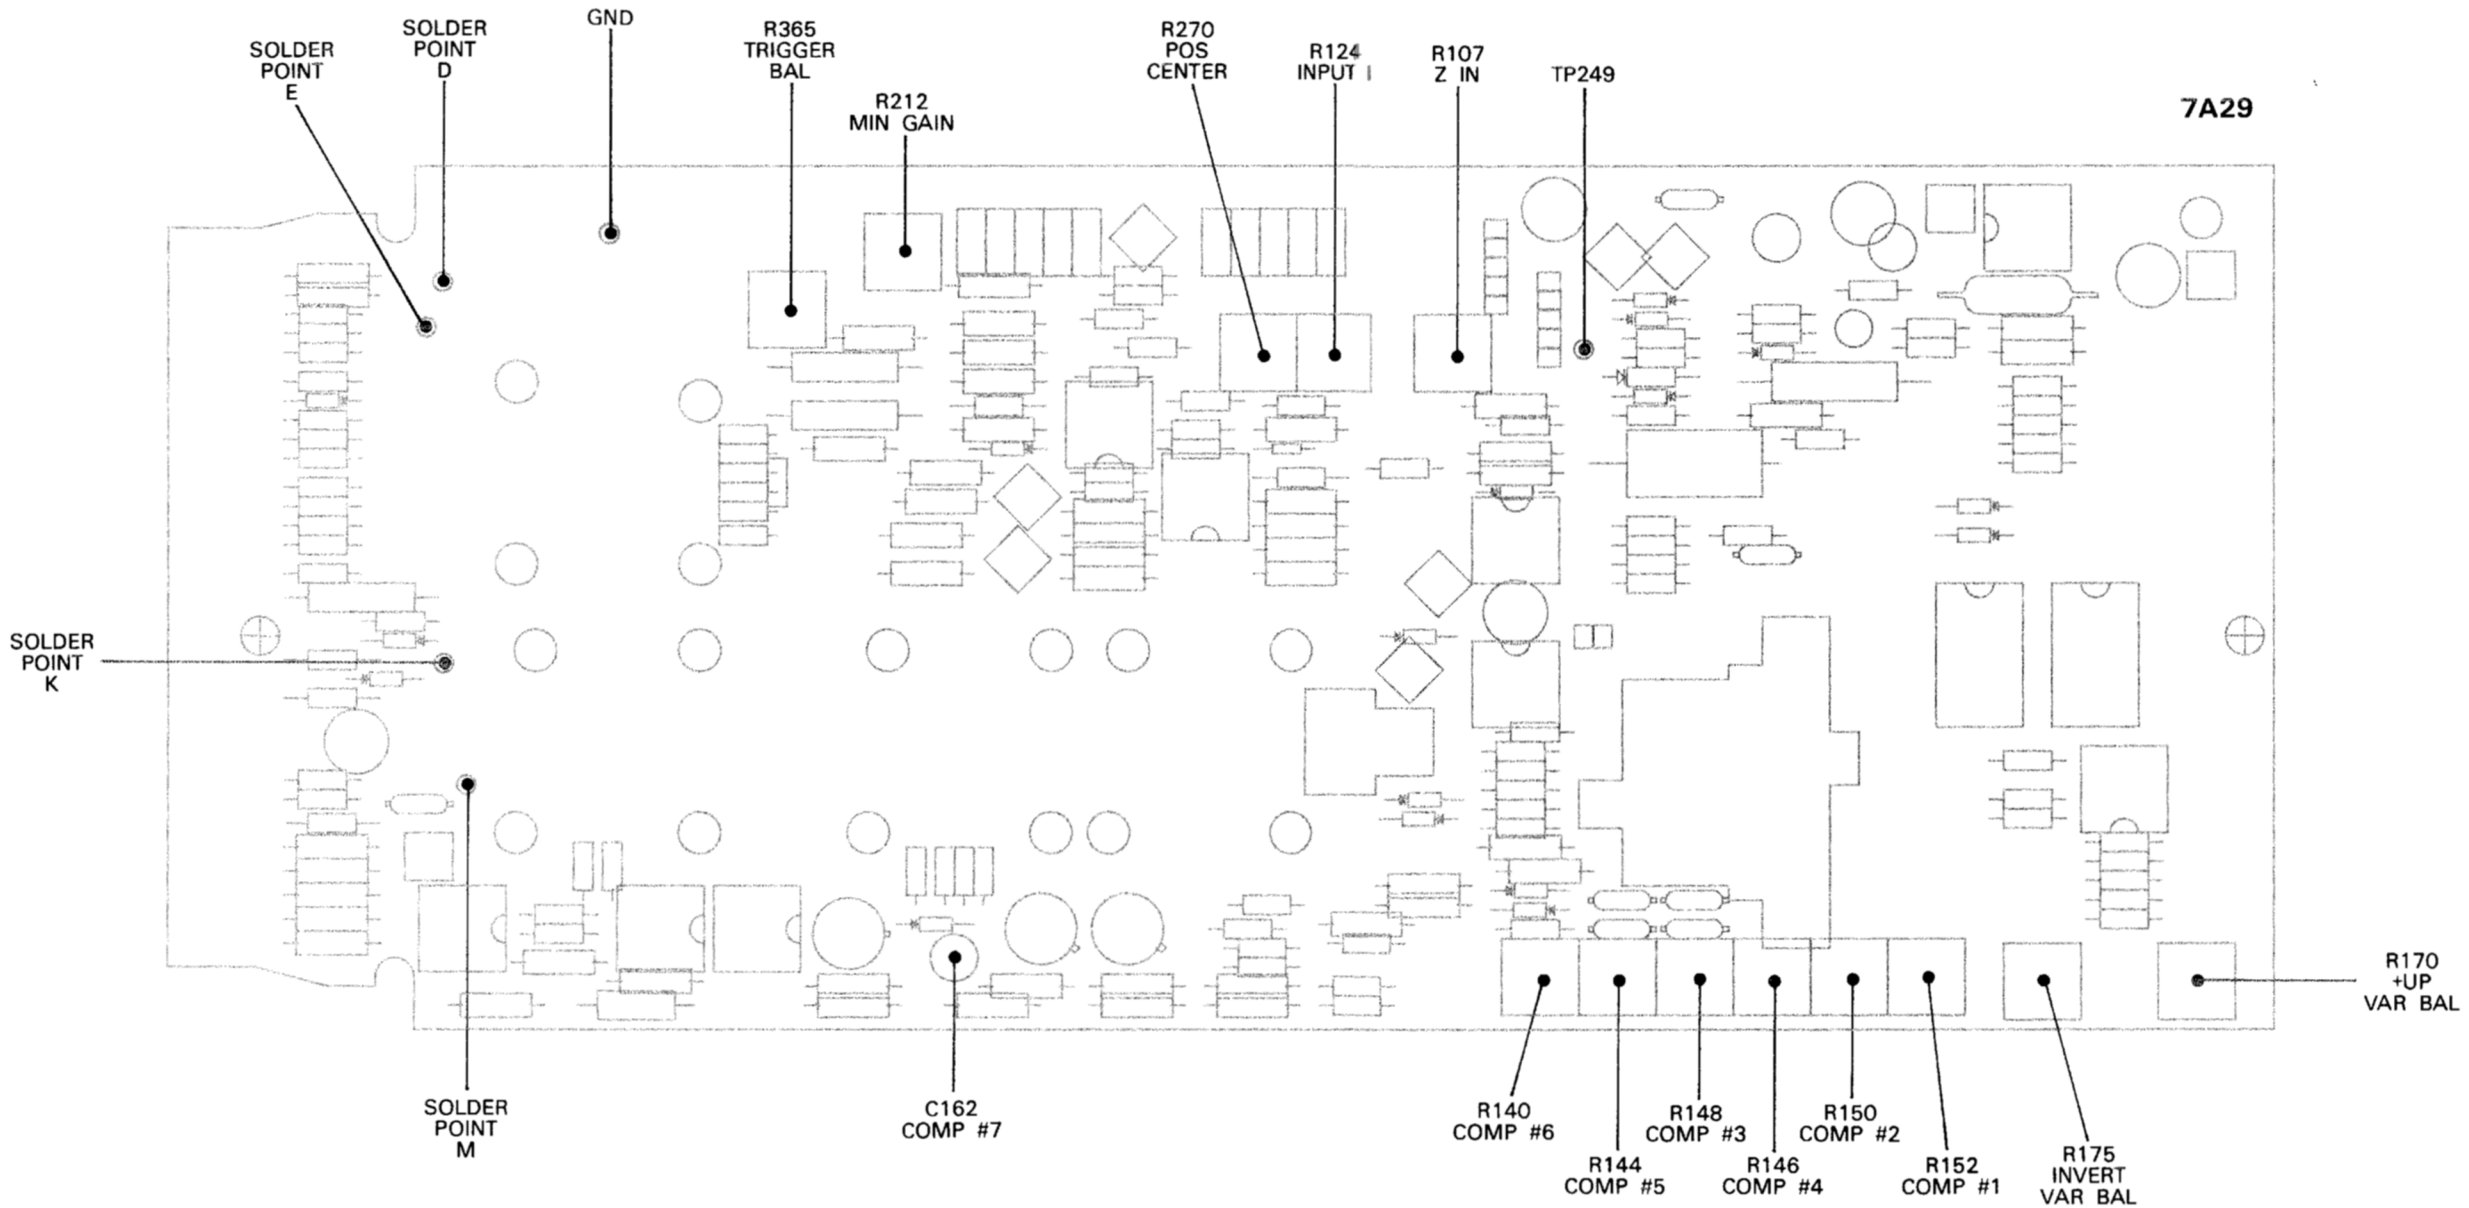 GND
SOLDER
POINT
D
SOLDER
POINT
E
R365
TRIGGER
BAL
R212
MIN GAIN
R270
POS
CENTER
R124
INPUT I
R107
Z IN
TP249
7A29
SOLDER
POINT
K
SOLDER
POINT
M
C162
COMP #7
R140
COMP #6
R144
COMP #5
R148
COMP #3
R146
COMP #4
R150
COMP #2
R152
COMP #1
R175
INVERT
VAR BAL
R170
+UP
VAR BAL